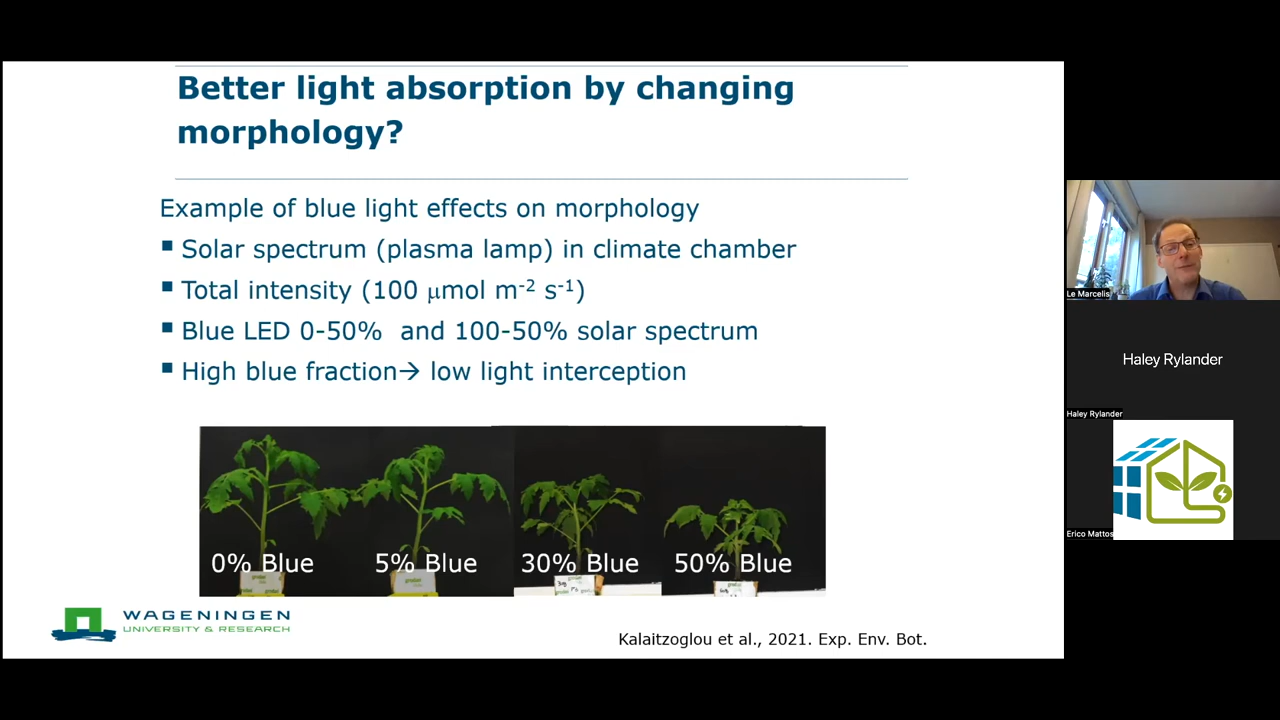 Better light absorption by changing
morphology?
Example of blue light effects on morphology
▪ Solar spectrum (plasma lamp) in climate chamber
▪ Total intensity (100 μmol m-2 s-1)
▪ Blue LED 0-50%  and 100-50% solar spectrum
▪ High blue fraction→ low light interception
0% Blue
5% Blue
30% Blue
50% Blue
WAGENINGEN
UNIVERSITY & RESEARCH
Kalaitzoglou et al., 2021. Exp. Env. Bot.
Le Marcelis
Haley Rylander
Haley Rylander
Erico Mattos